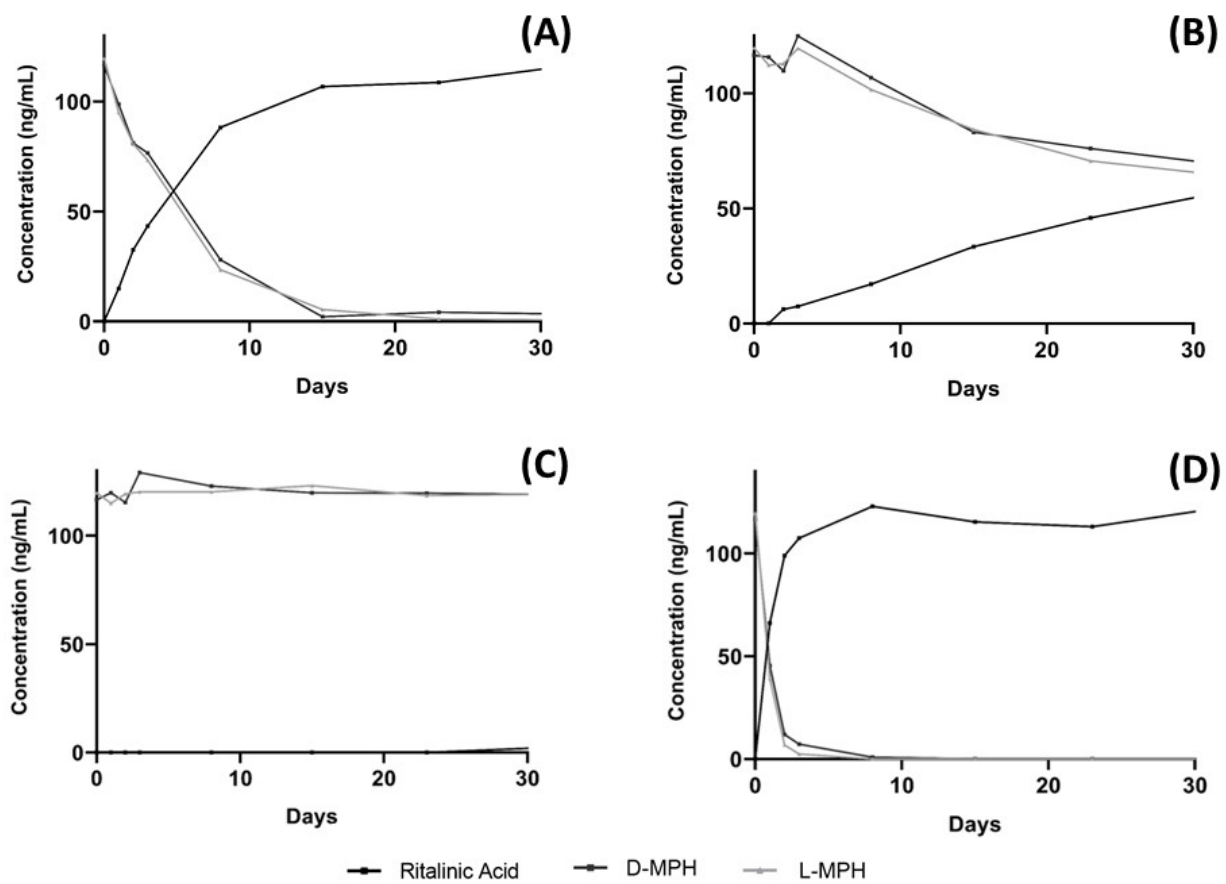 (A)
Concentration (ng/mL)
100
50
0
0 10 20 30
Days
(B)
Concentration (ng/mL)
100
50
0
0 10 20 30
Days
(C)
Concentration (ng/mL)
100
50
0
0 10 20 30
Days
(D)
Concentration (ng/mL)
100
50
0
0 10 20 30
Days
Ritalinic Acid D-MPH L-MPH